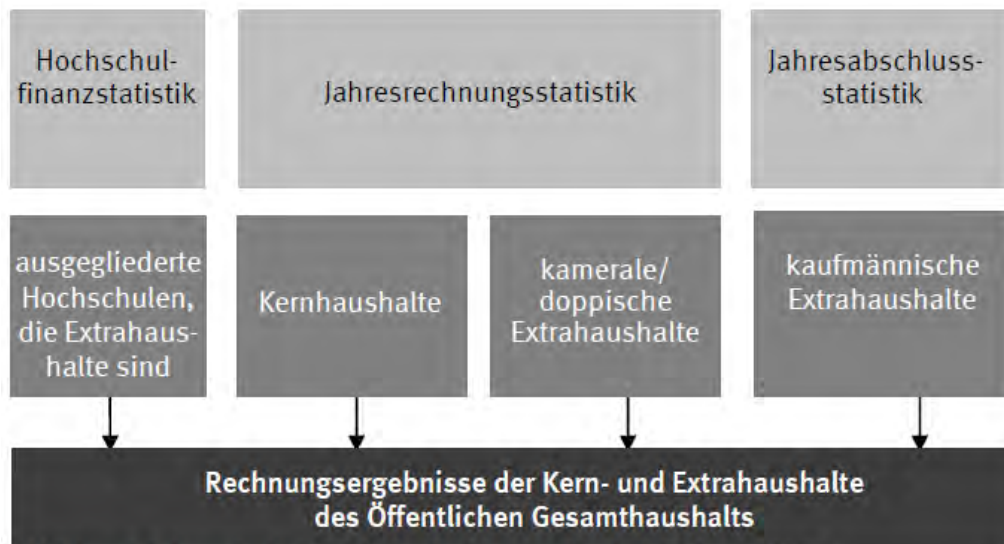 Hochschul-
finanzstatistik
Jahresrechnungsstatistik
Jahresabschluss-
statistik
ausgegliederte
Hochschulen,
die Extrahaus-
halte sind
Kernhaushalte
kamerale/
doppische
Extrahaushalte
kaufmännische
Extrahaushalte
Rechnungsergebnisse der Kern- und Extrahaushalte
des Öffentlichen Gesamthaushalts